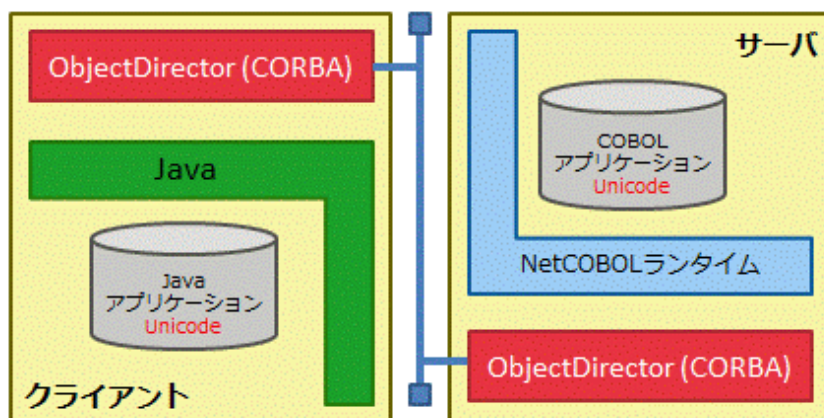 ObjectDirector (CORBA)
Java
Java
アプリケーション
Unicode
クライアント
サーバ
COBOL
アプリケーション
Unicode
NetCOBOLランタイム
ObjectDirector (CORBA)